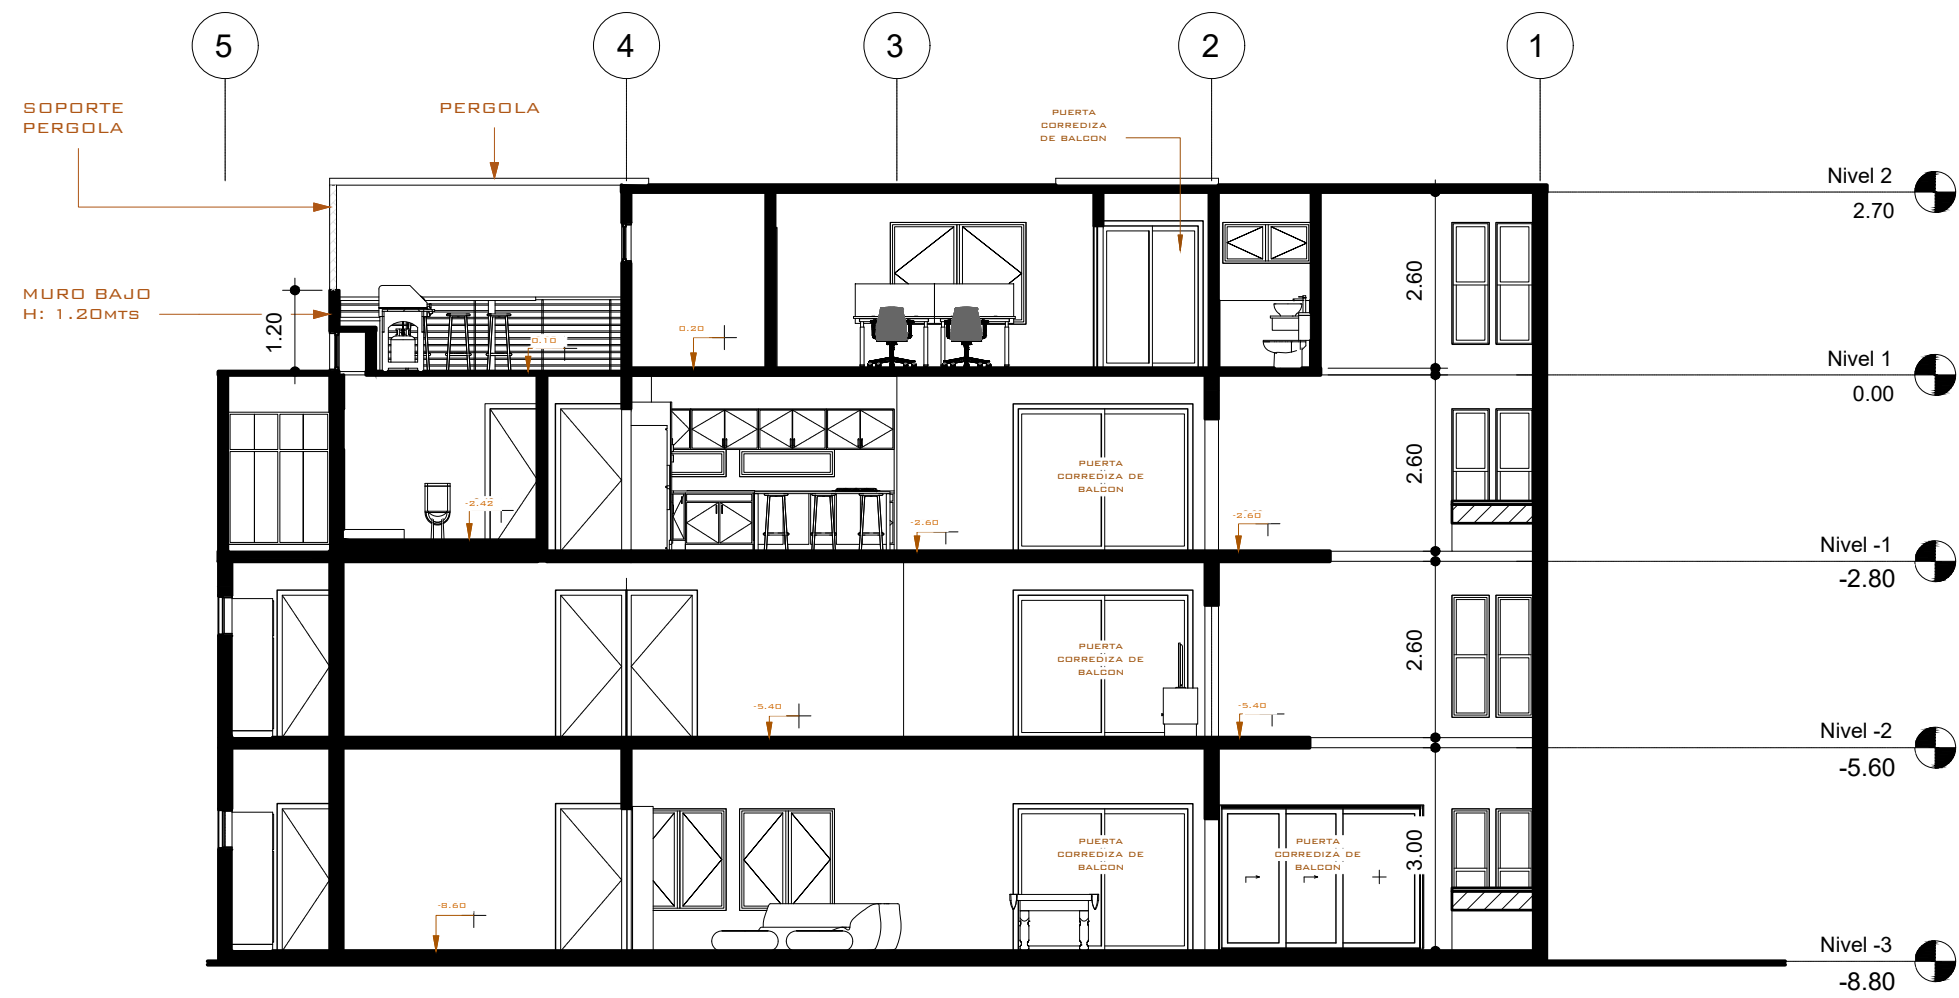 5
4
3
2
1
SOPORTE
PERGOLA
PERGOLA
PUERTA
CORREDIZA
DE BALCON
Nivel 2
2.70
MURO BAJO
H: 1.20MTS
1.20
0.10
0.20
2.60
Nivel 1
0.00
-2.42
PUERTA
CORREDIZA DE
BALCON
-2.60
-2.60
2.60
Nivel -1
-2.80
PUERTA
CORREDIZA DE
BALCON
-5.40
-5.40
2.60
Nivel -2
-5.60
PUERTA
CORREDIZA DE
BALCON
PUERTA
CORREDIZA DE
BALCON
3.00
-8.60
Nivel -3
-8.80